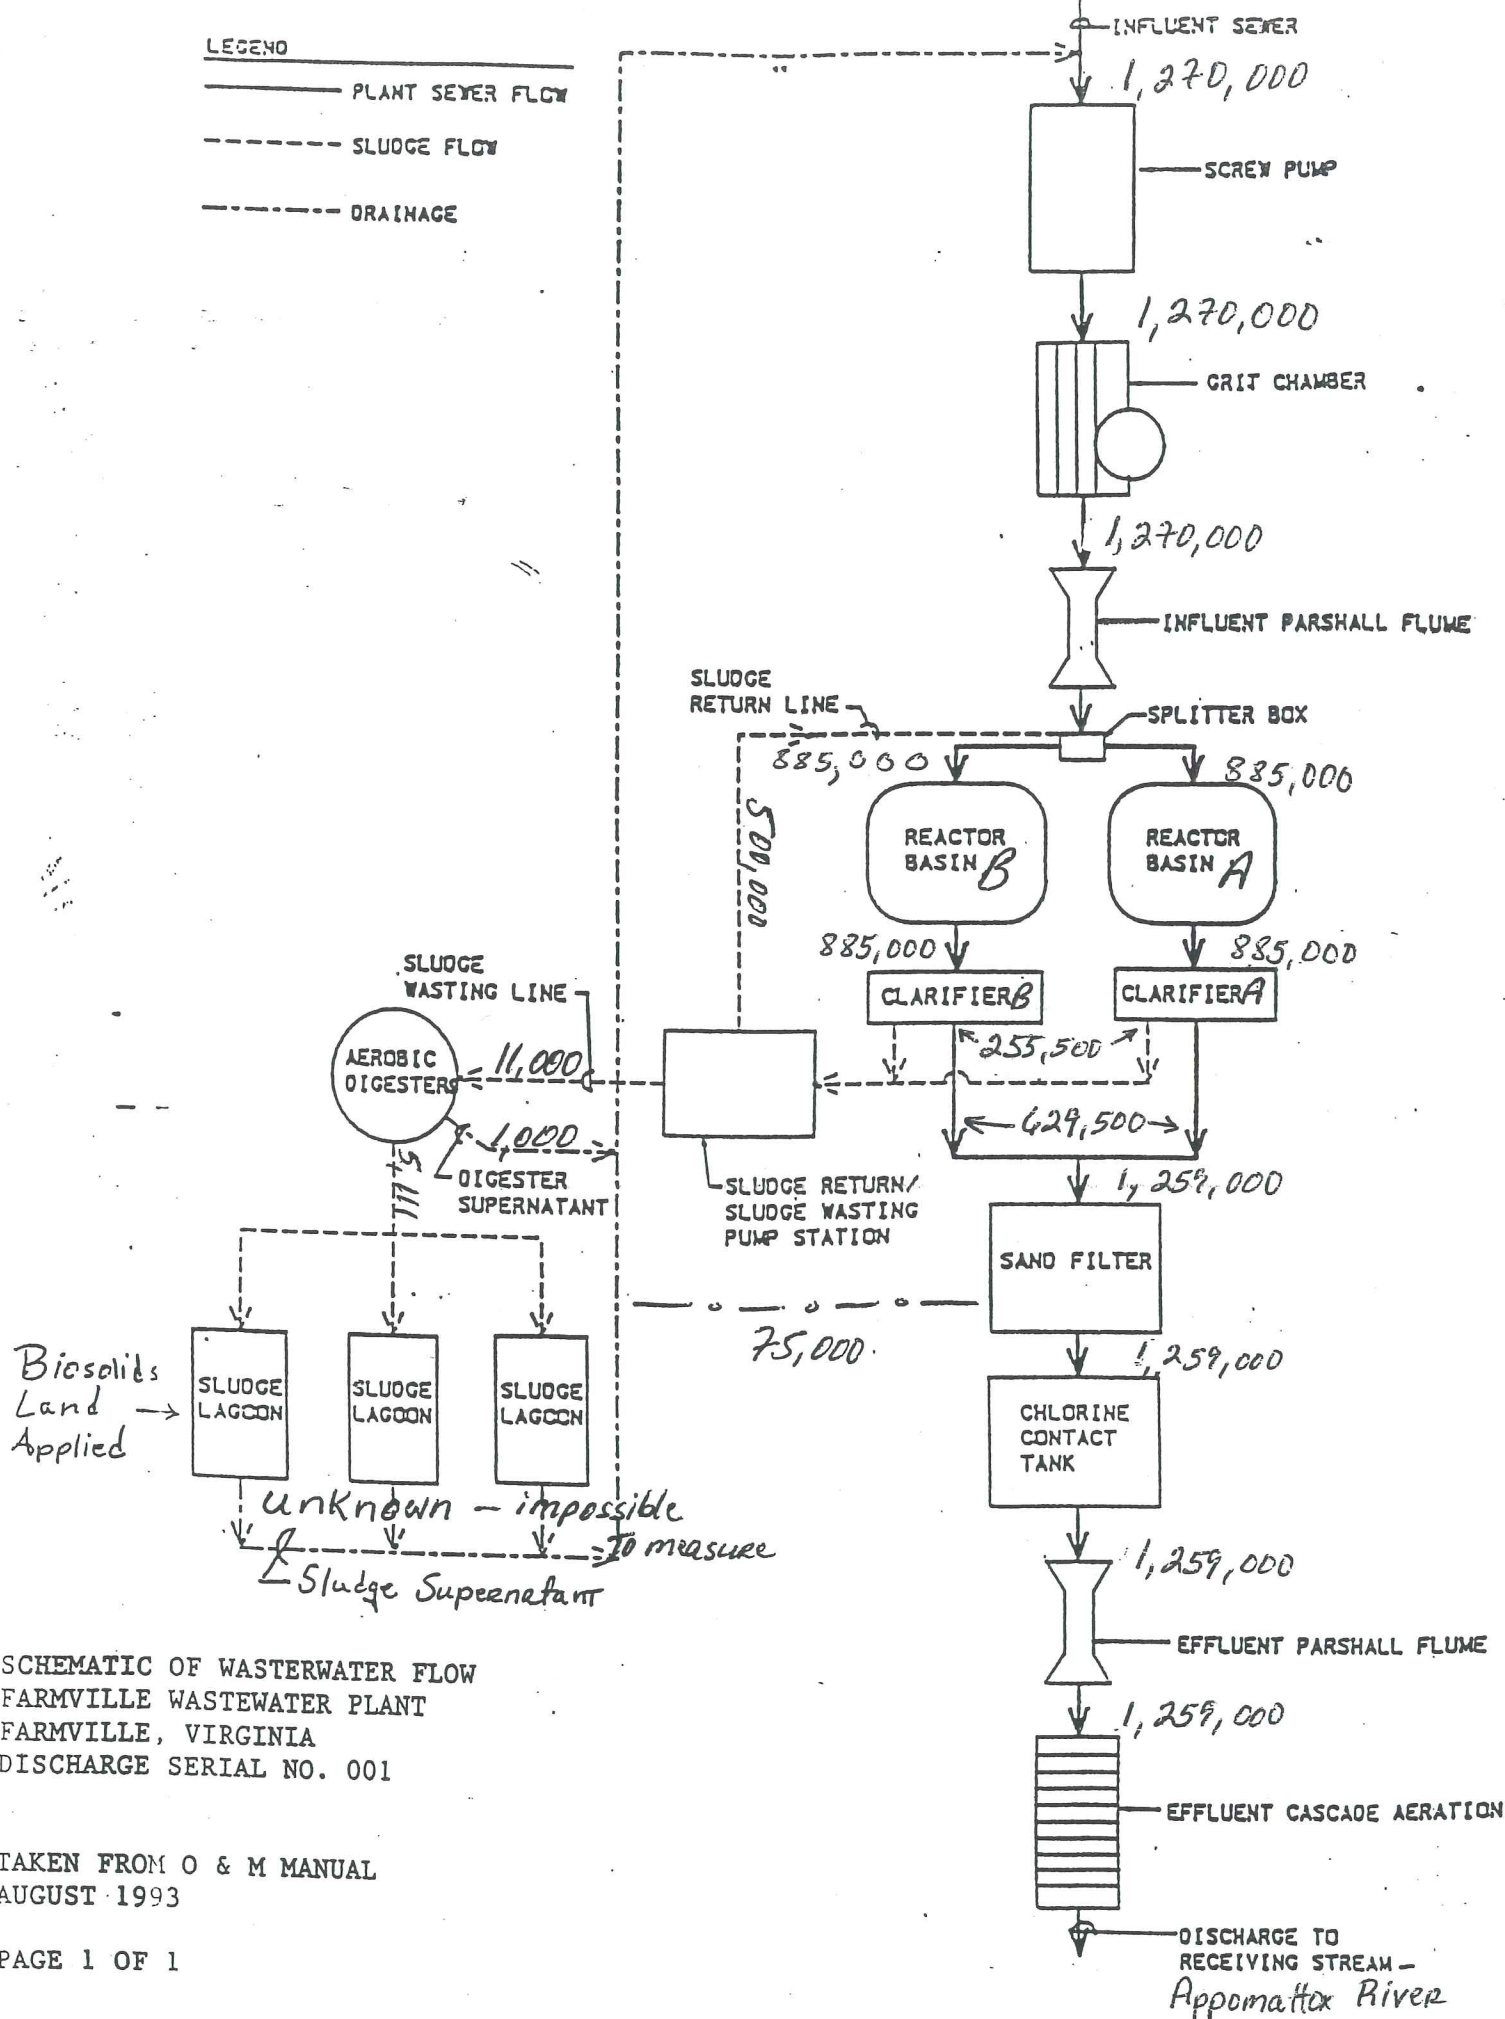 LEGEND
PLANT SEWER FLOW
SLUDGE FLOW
DRAINAGE
INFLUENT SEWER
1,270,000
SCREW PUMP
1,270,000
GRIT CHAMBER
1,270,000
INFLUENT PARSHALL FLUME
SLUDGE
RETURN LINE
SPLITTER BOX
885,000
885,000
500,000
REACTOR
BASIN B
REACTOR
BASIN A
885,000
885,000
SLUDGE
WASTING LINE
CLARIFIER B
CLARIFIER A
255,500
AEROBIC
DIGESTERS
11,000
1,000
629,500
5,111
DIGESTER
SUPERNATANT
SLUDGE RETURN/
SLUDGE WASTING
PUMP STATION
1,259,000
SAND FILTER
75,000
1,259,000
Biosolids
Land
Applied
SLUDGE
LAGOON
SLUDGE
LAGOON
SLUDGE
LAGOON
CHLORINE
CONTACT
TANK
Unknown - impossible
To measure
Sludge Supernatant
1,259,000
EFFLUENT PARSHALL FLUME
1,259,000
EFFLUENT CASCADE AERATION
DISCHARGE TO
RECEIVING STREAM -
Appomattox River
SCHEMATIC OF WASTERWATER FLOW
FARMVILLE WASTEWATER PLANT
FARMVILLE, VIRGINIA
DISCHARGE SERIAL NO. 001
TAKEN FROM O & M MANUAL
AUGUST 1993
PAGE 1 OF 1